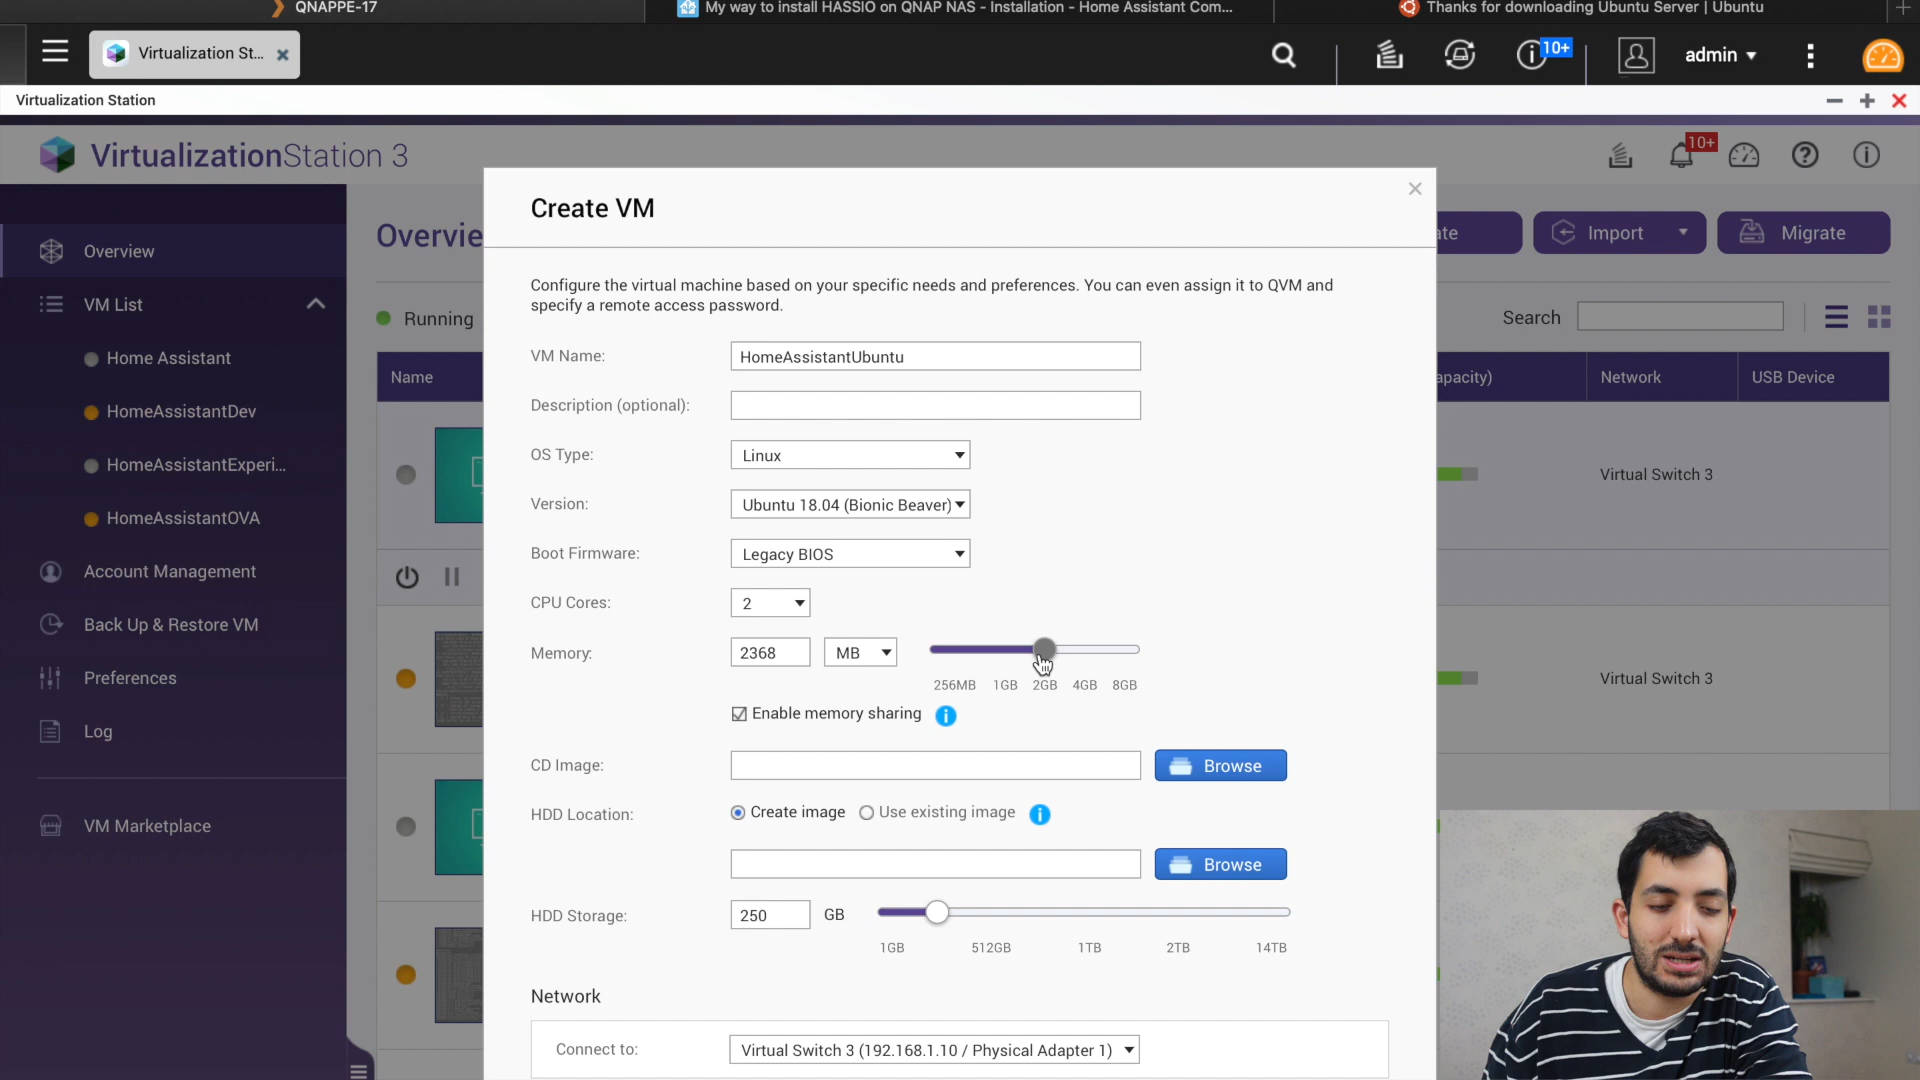 QNAPPE-17
My way to install HASSIO on QNAP NAS - Installation - Home Assistant Com...
Thanks for downloading Ubuntu Server | Ubuntu
Virtualization St...
10+
admin
Virtualization Station
VirtualizationStation 3
10+
Overview
VM List
Home Assistant
HomeAssistantDev
HomeAssistantExperi...
HomeAssistantOVA
Account Management
Back Up & Restore VM
Preferences
Log
VM Marketplace
Overvie
ate
Import
Migrate
Running
Search
Name
apacity)
Network
USB Device
Virtual Switch 3
Virtual Switch 3
Create VM
Configure the virtual machine based on your specific needs and preferences. You can even assign it to QVM and
specify a remote access password.
VM Name:
HomeAssistantUbuntu
Description (optional):
OS Type:
Linux
Version:
Ubuntu 18.04 (Bionic Beaver)
Boot Firmware:
Legacy BIOS
CPU Cores:
2
Memory:
2368
MB
256MB 1GB 2GB 4GB 8GB
Enable memory sharing
CD Image:
Browse
HDD Location:
Create image
Use existing image
Browse
HDD Storage:
250
GB
1GB 512GB 1TB 2TB 14TB
Network
Connect to:
Virtual Switch 3 (192.168.1.10 / Physical Adapter 1)